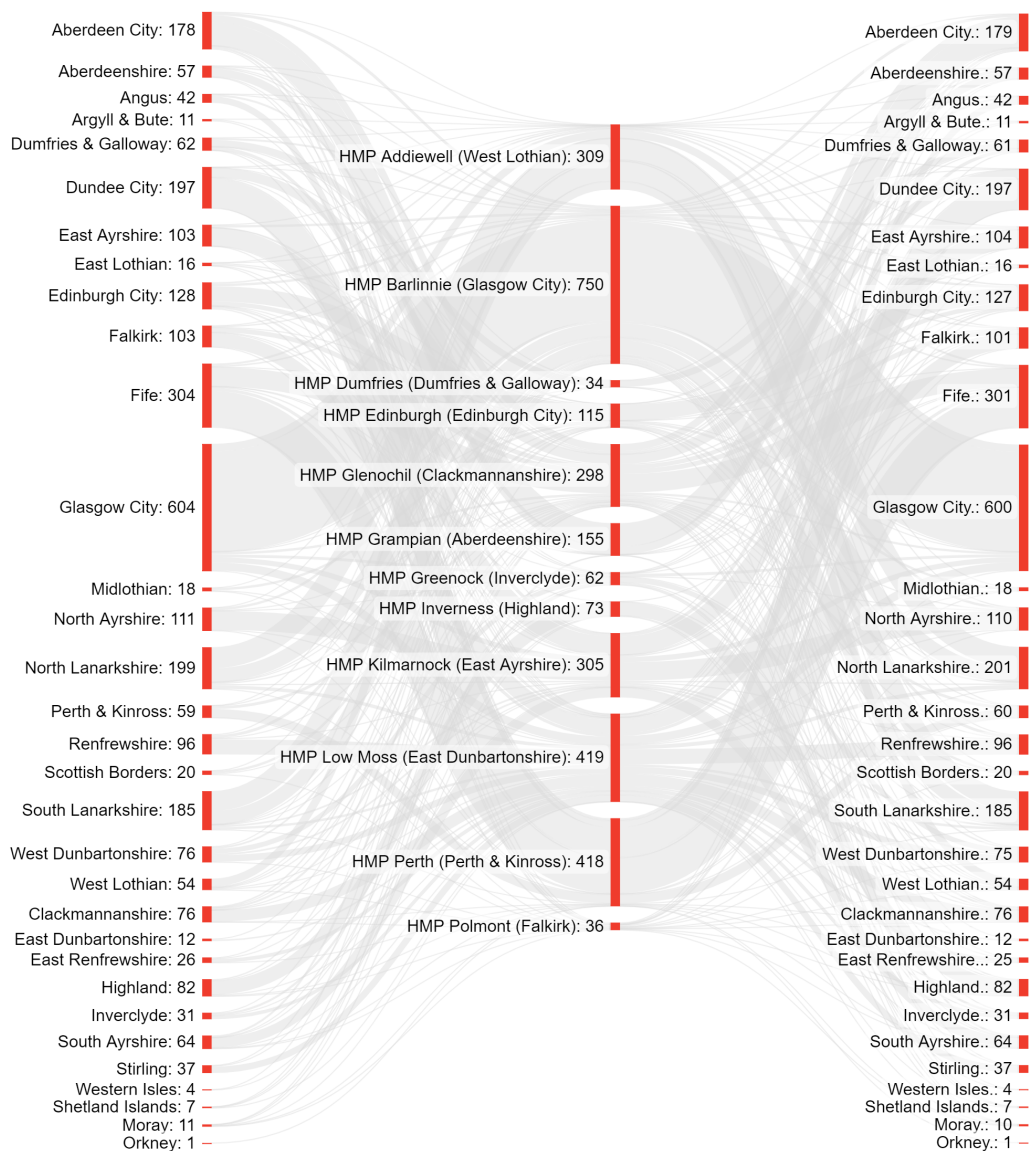 Aberdeen City: 178
Aberdeenshire: 57
Angus: 42
Argyll & Bute: 11
Dumfries & Galloway: 62
Dundee City: 197
East Ayrshire: 103
East Lothian: 16
Edinburgh City: 128
Falkirk: 103
Fife: 304
Glasgow City: 604
Midlothian: 18
North Ayrshire: 111
North Lanarkshire: 199
Perth & Kinross: 59
Renfrewshire: 96
Scottish Borders: 20
South Lanarkshire: 185
West Dunbartonshire: 76
West Lothian: 54
Clackmannanshire: 76
East Dunbartonshire: 12
East Renfrewshire: 26
Highland: 82
Inverclyde: 31
South Ayrshire: 64
Stirling: 37
Western Isles: 4
Shetland Islands: 7
Moray: 11
Orkney: 1
HMP Addiewell (West Lothian): 309
HMP Barlinnie (Glasgow City): 750
HMP Dumfries (Dumfries & Galloway): 34
HMP Edinburgh (Edinburgh City): 115
HMP Glenochil (Clackmannanshire): 298
HMP Grampian (Aberdeenshire): 155
HMP Greenock (Inverclyde): 62
HMP Inverness (Highland): 73
HMP Kilmarnock (East Ayrshire): 305
HMP Low Moss (East Dunbartonshire): 419
HMP Perth (Perth & Kinross): 418
HMP Polmont (Falkirk): 36
Aberdeen City.: 179
Aberdeenshire.: 57
Angus.: 42
Argyll & Bute.: 11
Dumfries & Galloway.: 61
Dundee City.: 197
East Ayrshire.: 104
East Lothian.: 16
Edinburgh City.: 127
Falkirk.: 101
Fife.: 301
Glasgow City.: 600
Midlothian.: 18
North Ayrshire.: 110
North Lanarkshire.: 201
Perth & Kinross.: 60
Renfrewshire.: 96
Scottish Borders.: 20
South Lanarkshire.: 185
West Dunbartonshire.: 75
West Lothian.: 54
Clackmannanshire.: 76
East Dunbartonshire.: 12
East Renfrewshire..: 25
Highland.: 82
Inverclyde.: 31
South Ayrshire.: 64
Stirling.: 37
Western Isles.: 4
Shetland Islands.: 7
Moray.: 10
Orkney.: 1